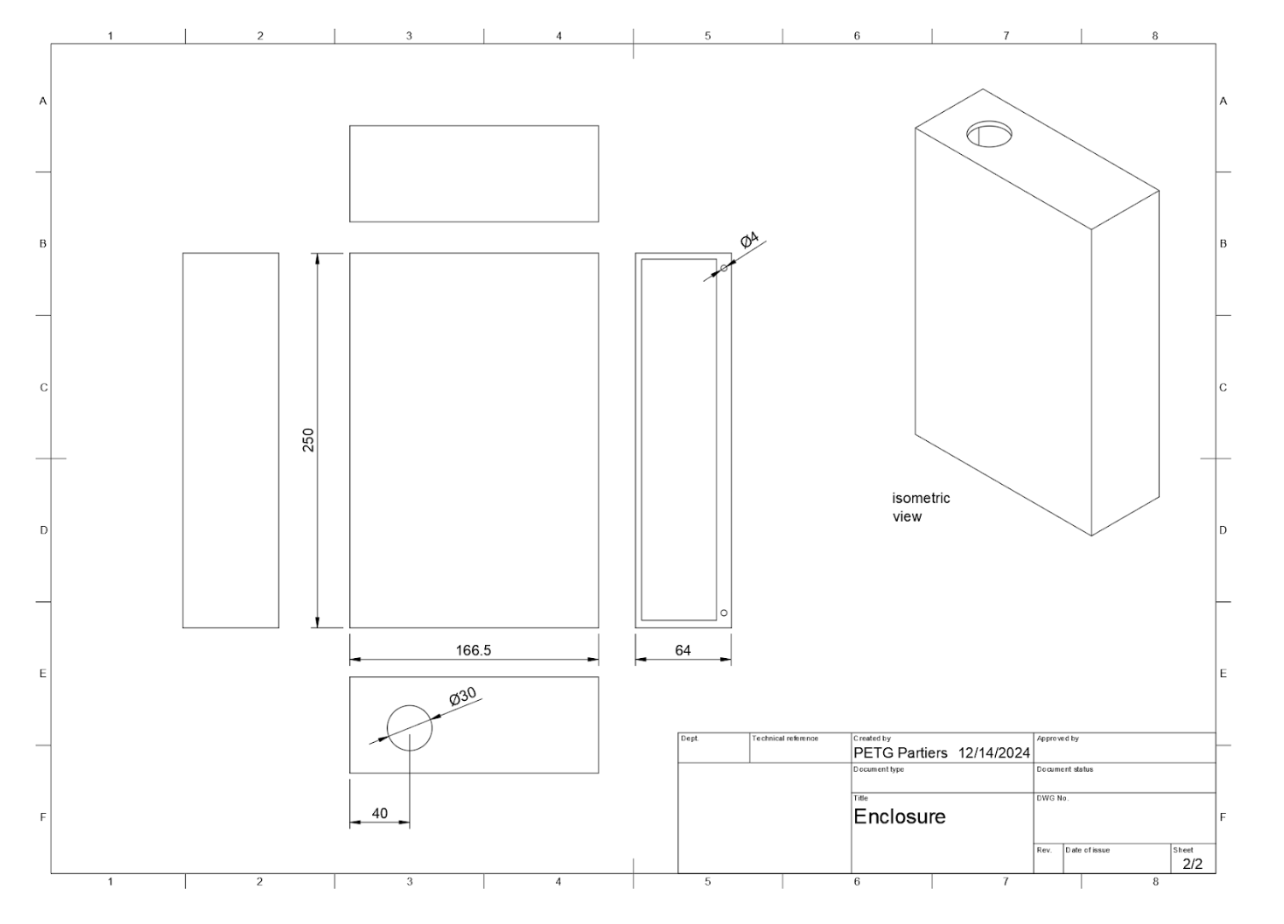 1 2 3 4 5 6 7 8
A A
Ø4
B B
C C
250
isometric
view
D D
166.5 64
E E
Ø30
Dept. Technical reference Created by Approved by
PETG Partiers 12/14/2024
Document type Document status
Title DWG No.
Enclosure
40
F F
Rev. Date of issue Sheet
2/2
1 2 3 4 5 6 7 8